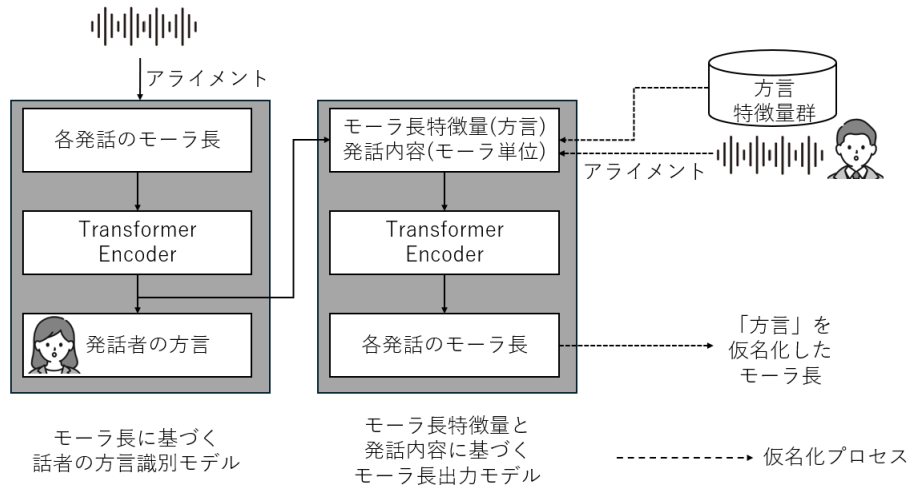 アライメント
各発話のモーラ長
Transformer
Encoder
発話者の方言
モーラ長に基づく
話者の方言識別モデル
モーラ長特徴量(方言)
発話内容(モーラ単位)
Transformer
Encoder
各発話のモーラ長
モーラ長特徴量と
発話内容に基づく
モーラ長出力モデル
方言
特徴量群
アライメント
「方言」を
仮名化した
モーラ長
仮名化プロセス